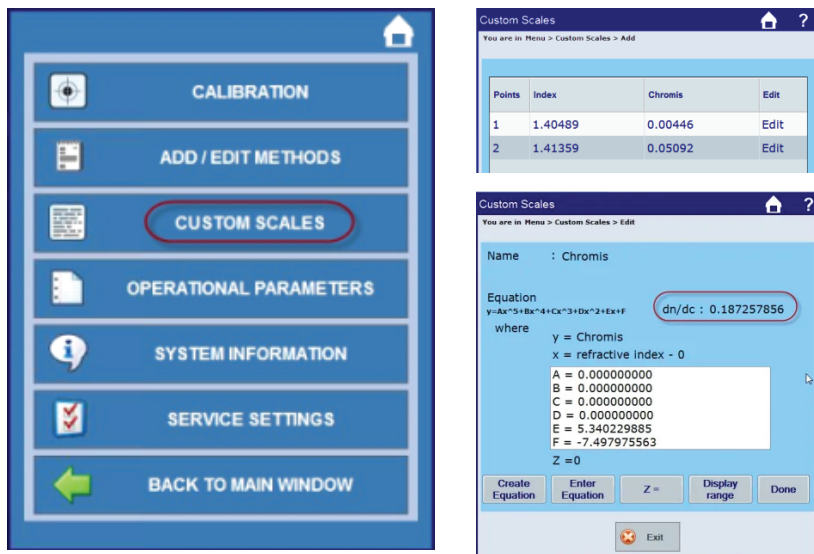 CALIBRATION
ADD / EDIT METHODS
CUSTOM SCALES
OPERATIONAL PARAMETERS
SYSTEM INFORMATION
SERVICE SETTINGS
BACK TO MAIN WINDOW
Custom Scales ?
You are in Menu > Custom Scales > Add
Points Index Chromis Edit
1 1.40489 0.00446 Edit
2 1.41359 0.05092 Edit
Custom Scales ?
You are in Menu > Custom Scales > Edit
Name : Chromis
Equation
y=Ax^5+Bx^4+Cx^3+Dx^2+Ex+F dn/dc : 0.187257856
where
y = Chromis
x = refractive index - 0
A = 0.000000000
B = 0.000000000
C = 0.000000000
D = 0.000000000
E = 5.340229885
F = -7.497975563
Z =0
Create Equation Enter Equation Z = Display range Done
Exit